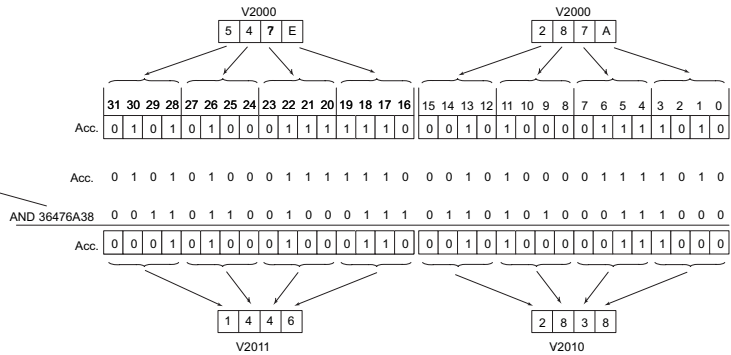 V2000 V2000
5 4 7 E 2 8 7 A
31 30 29 28 27 26 25 24 23 22 21 20 19 18 17 16 15 14 13 12 11 10 9 8 7 6 5 4 3 2 1 0
Acc. 0 1 0 1 0 1 0 0 0 1 1 1 1 1 1 0 0 0 1 0 1 0 0 0 0 1 1 1 1 0 1 0
Acc. 0 1 0 1 0 1 0 0 0 1 1 1 1 1 1 0 0 0 1 0 1 0 0 0 0 1 1 1 1 0 1 0
AND 36476A38 0 0 1 1 0 1 1 0 0 1 0 0 0 1 1 1 0 1 1 0 1 0 1 0 0 0 1 1 1 0 0 0
Acc. 0 0 0 1 0 1 0 0 0 1 0 0 0 1 1 0 0 0 1 0 1 0 0 0 0 0 1 1 1 0 0 0
1 4 4 6 2 8 3 8
V2011 V2010